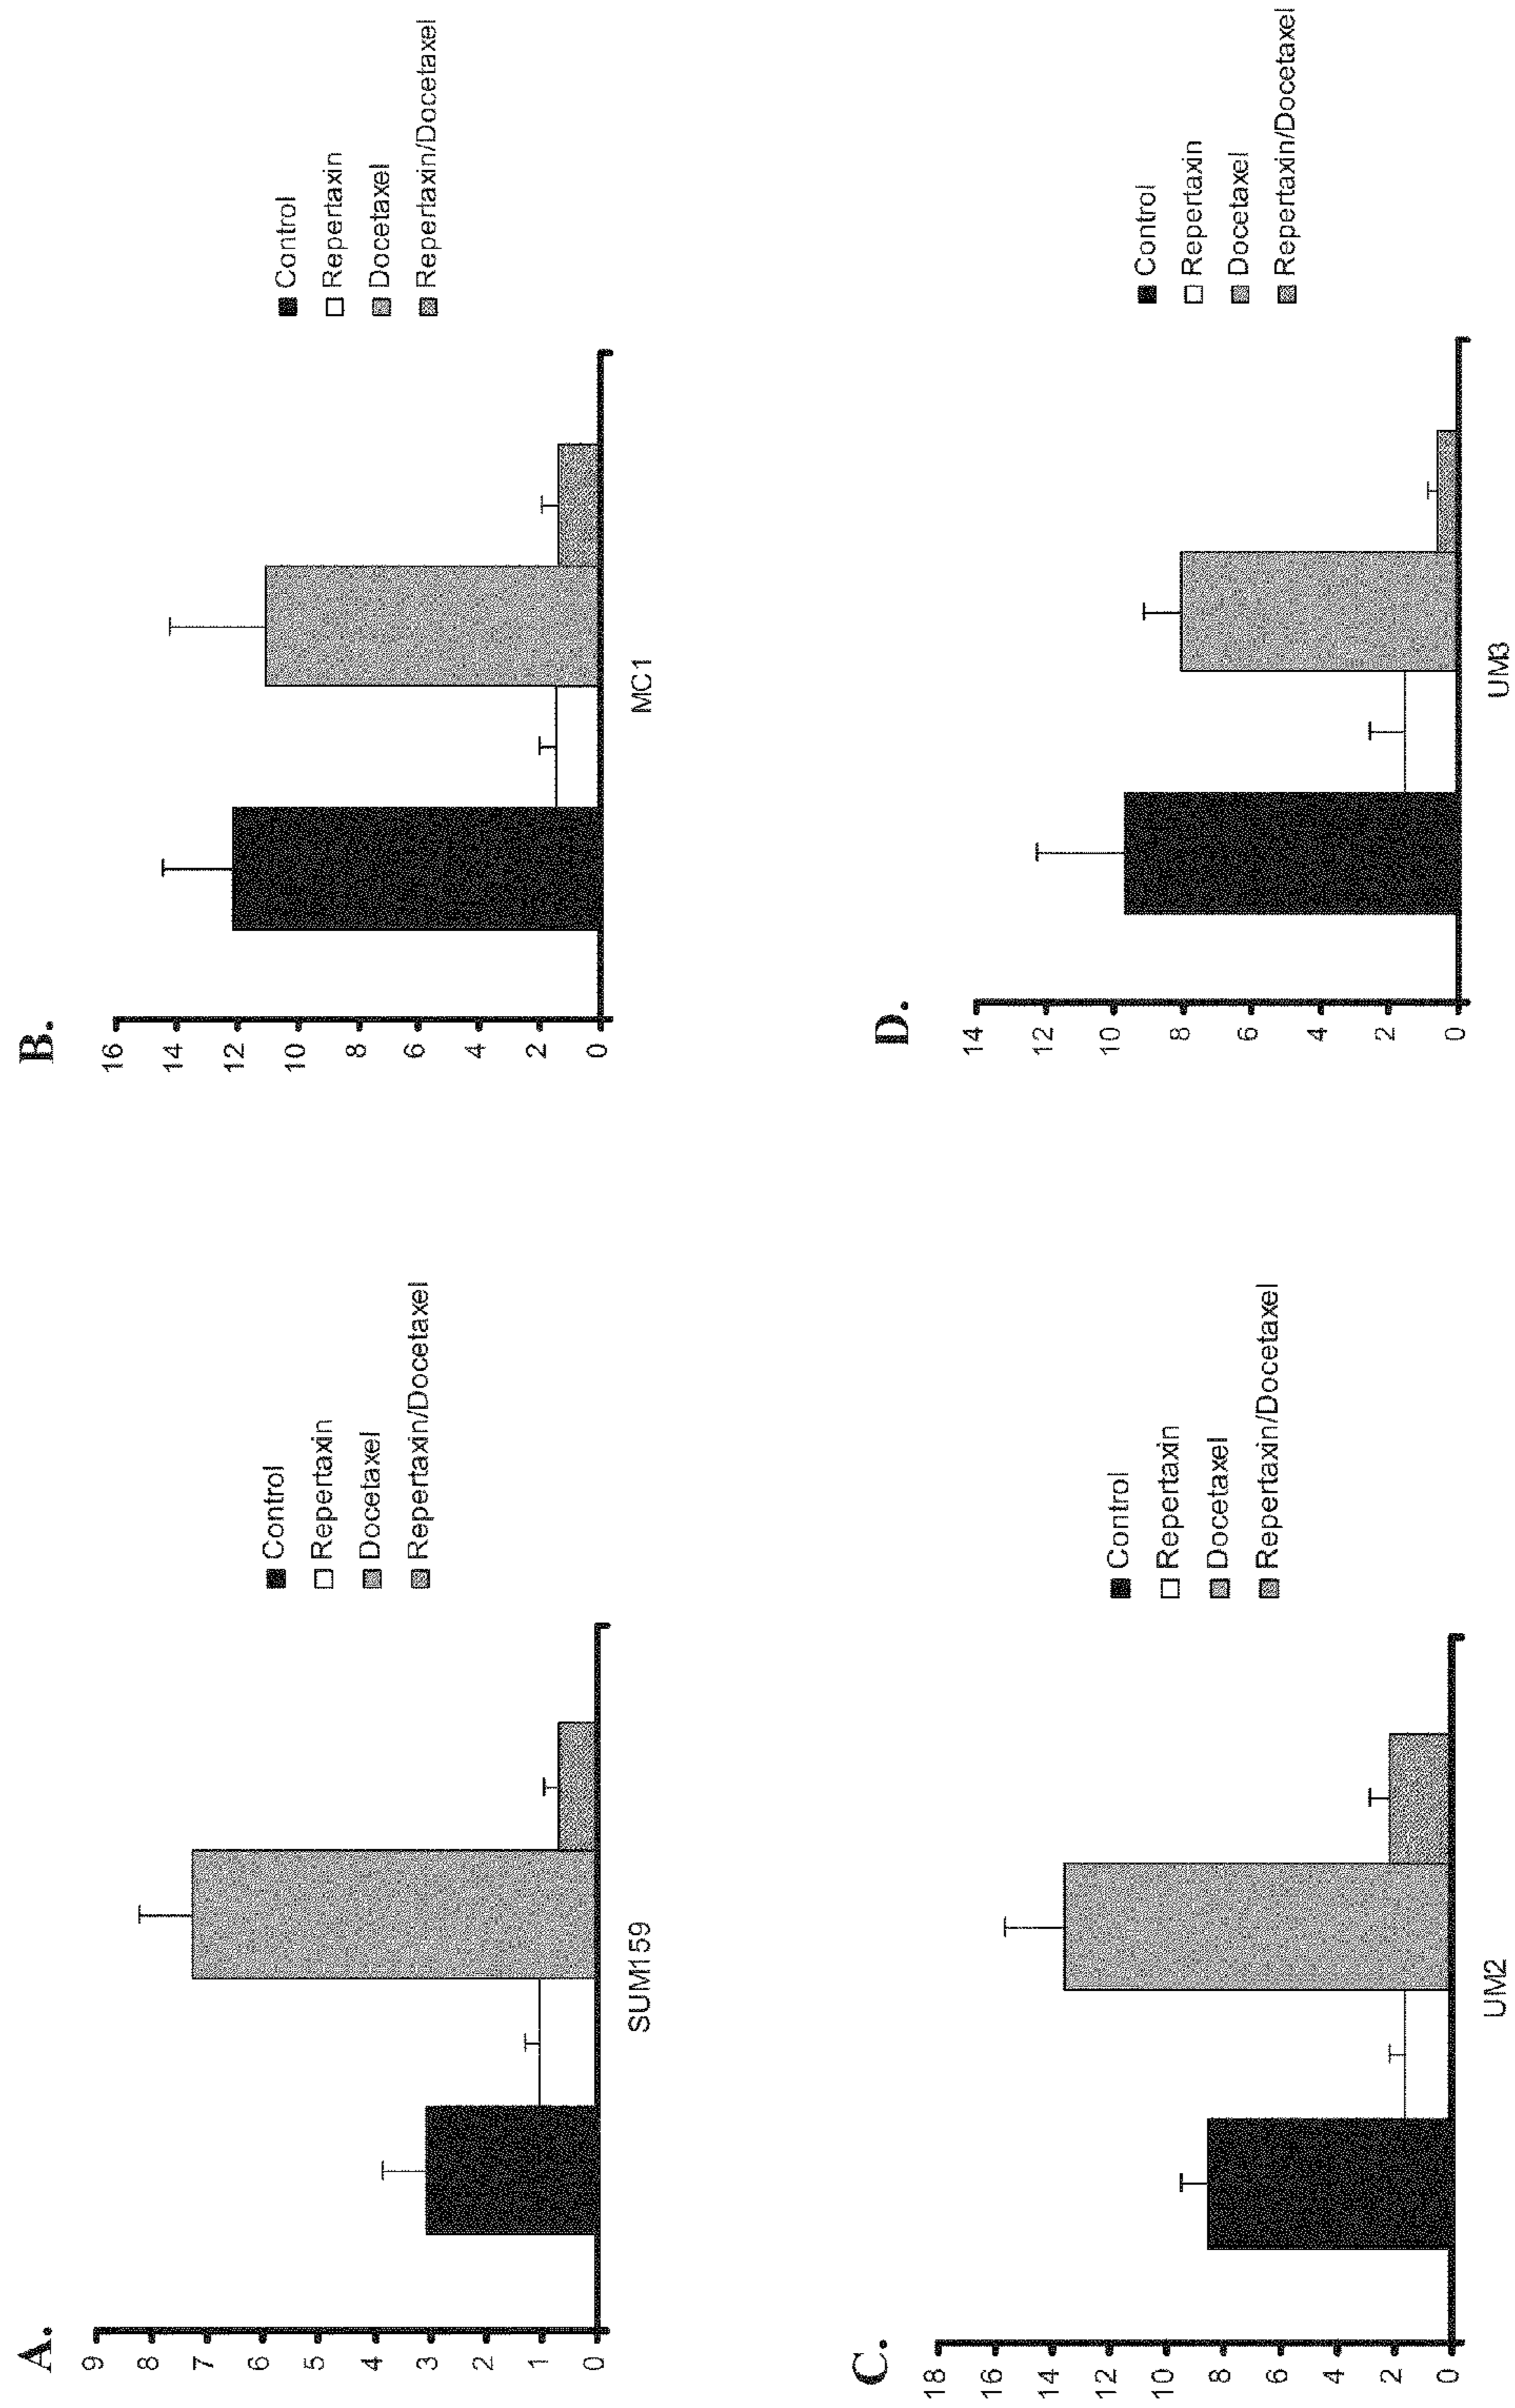 A.
9
8
7
6
5
4
3
2
1
0
SUM159
Control
Repertaxin
Docetaxel
Repertaxin/Docetaxel
B.
16
14
12
10
8
6
4
2
0
MC1
Control
Repertaxin
Docetaxel
Repertaxin/Docetaxel
C.
18
16
14
12
10
8
6
4
2
0
UM2
Control
Repertaxin
Docetaxel
Repertaxin/Docetaxel
D.
14
12
10
8
6
4
2
0
UM3
Control
Repertaxin
Docetaxel
Repertaxin/Docetaxel